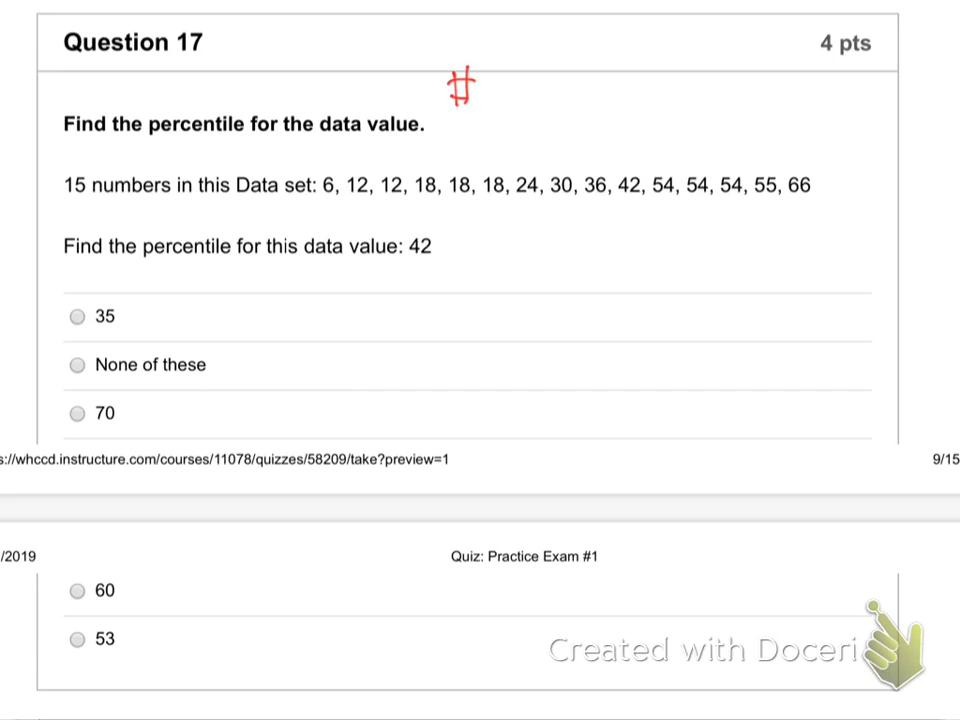 Question 17
4 pts
#
Find the percentile for the data value.
15 numbers in this Data set: 6, 12, 12, 18, 18, 18, 24, 30, 36, 42, 54, 54, 54, 55, 66
Find the percentile for this data value: 42
35
None of these
70
s://whccd.instructure.com/courses/11078/quizzes/58209/take?preview=1
9/15
/2019
Quiz: Practice Exam #1
60
53
Created with Doceri